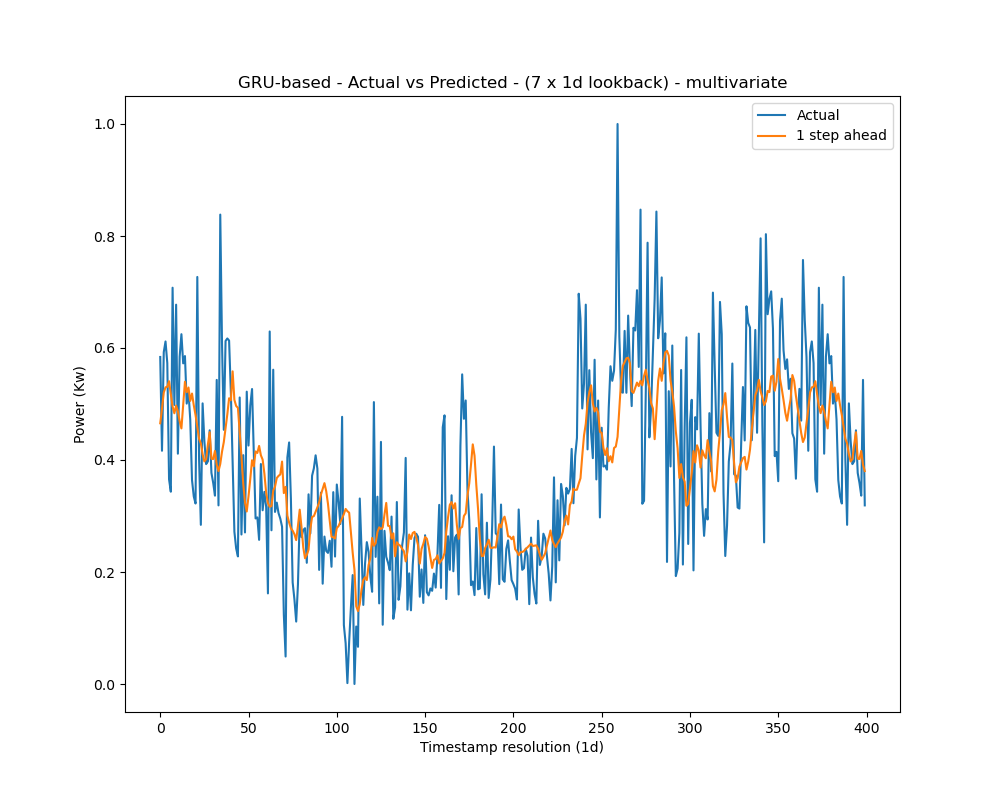 GRU-based - Actual vs Predicted - (7 x 1d lookback) - multivariate
Actual
1 step ahead
Power (Kw)
1.0
0.8
0.6
0.4
0.2
0.0
0 50 100 150 200 250 300 350 400
Timestamp resolution (1d)